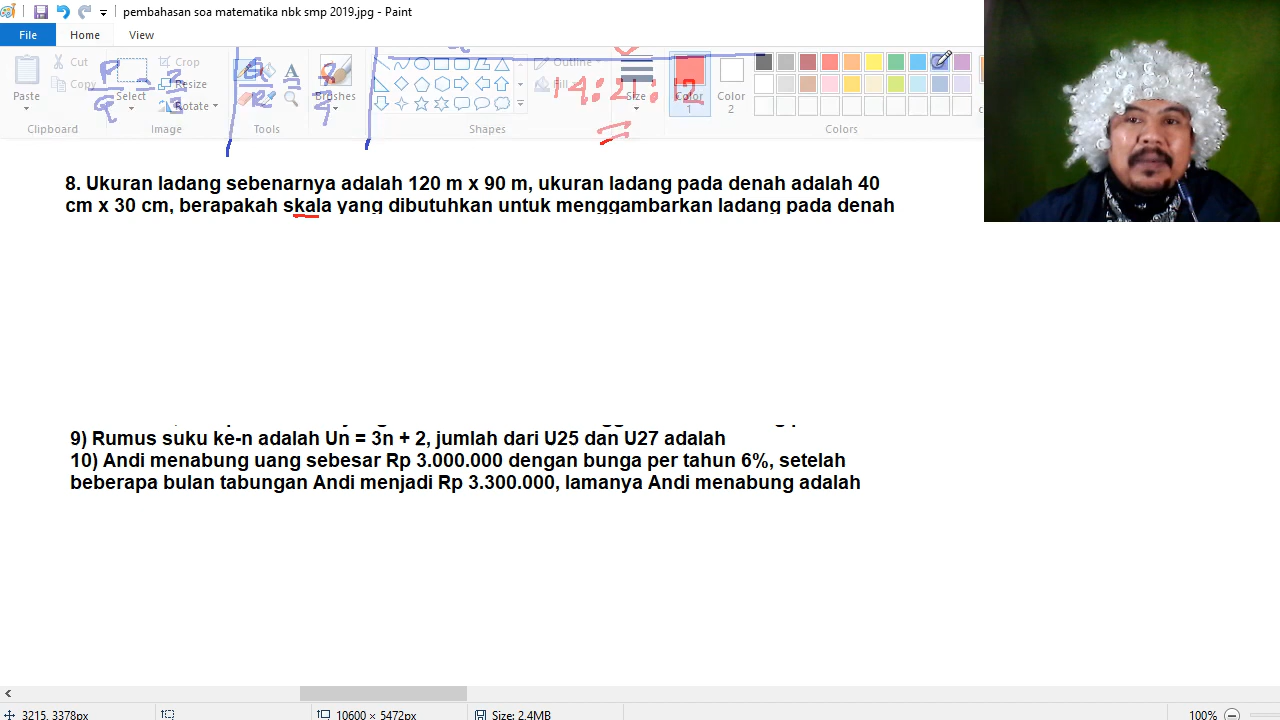 pembahasan soa matematika nbk smp 2019.jpg - Paint
File Home View
Cut
Crop
Outline
Paste
Copy
Select
Resize
Fill
Rotate
Brushes
Size
Color 1
Color 2
14 : 21 : 12
Clipboard
Image
Tools
Shapes
Colors
8. Ukuran ladang sebenarnya adalah 120 m x 90 m, ukuran ladang pada denah adalah 40
cm x 30 cm, berapakah skala yang dibutuhkan untuk menggambarkan ladang pada denah
9) Rumus suku ke-n adalah Un = 3n + 2, jumlah dari U25 dan U27 adalah
10) Andi menabung uang sebesar Rp 3.000.000 dengan bunga per tahun 6%, setelah
beberapa bulan tabungan Andi menjadi Rp 3.300.000, lamanya Andi menabung adalah
3215, 3378px
10600 × 5472px
Size: 2.4MB
100%